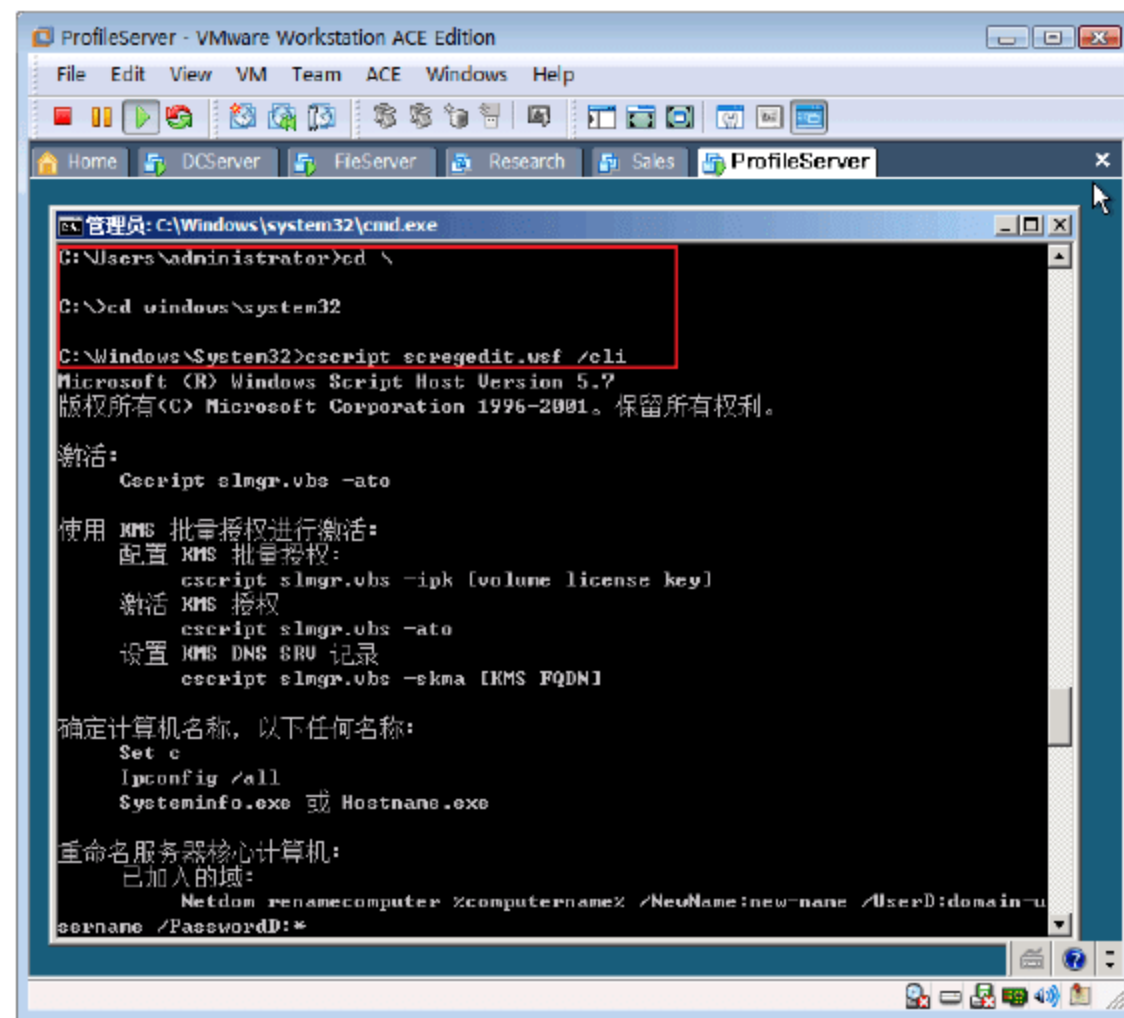 ProfileServer - VMware Workstation ACE Edition
File Edit View VM Team ACE Windows Help
Home DCServer FileServer Research Sales ProfileServer
管理员: C:\Windows\system32\cmd.exe
C:\Users\administrator>cd \
C:\>cd windows\system32
C:\Windows\System32>cscript scregedit.wsf /cli
Microsoft (R) Windows Script Host Version 5.7
版权所有(C) Microsoft Corporation 1996-2001。保留所有权利。
激活:
Cscript slmgr.vbs -ato
使用 KMS 批量授权进行激活:
配置 KMS 批量授权:
cscript slmgr.vbs -ipk [volume license key]
激活 KMS 授权
cscript slmgr.vbs -ato
设置 KMS DNS SRV 记录
cscript slmgr.vbs -skma [KMS FQDN]
确定计算机名称，以下任何名称:
Set c
Ipconfig /all
Systeminfo.exe 或 Hostname.exe
重命名服务器核心计算机:
已加入的域:
Netdom renamecomputer %computername% /NewName:new-name /UserD:domain-u
sername /PasswordD:*